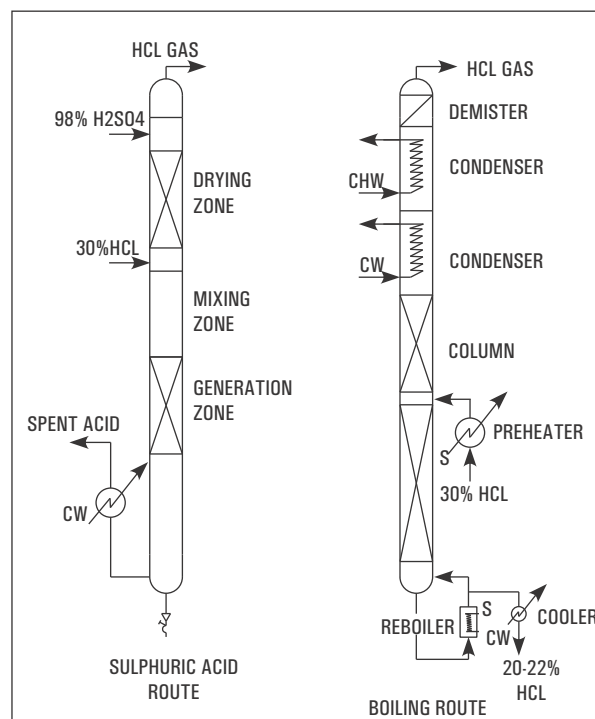 HCL GAS
98% H2SO4
DRYING
ZONE
30%HCL
MIXING
ZONE
GENERATION
ZONE
SPENT ACID
CW
SULPHURIC ACID
ROUTE
HCL GAS
DEMISTER
CONDENSER
CHW
CONDENSER
CW
COLUMN
PREHEATER
S
30% HCL
REBOILER
S
COOLER
CW
20-22%
HCL
BOILING ROUTE